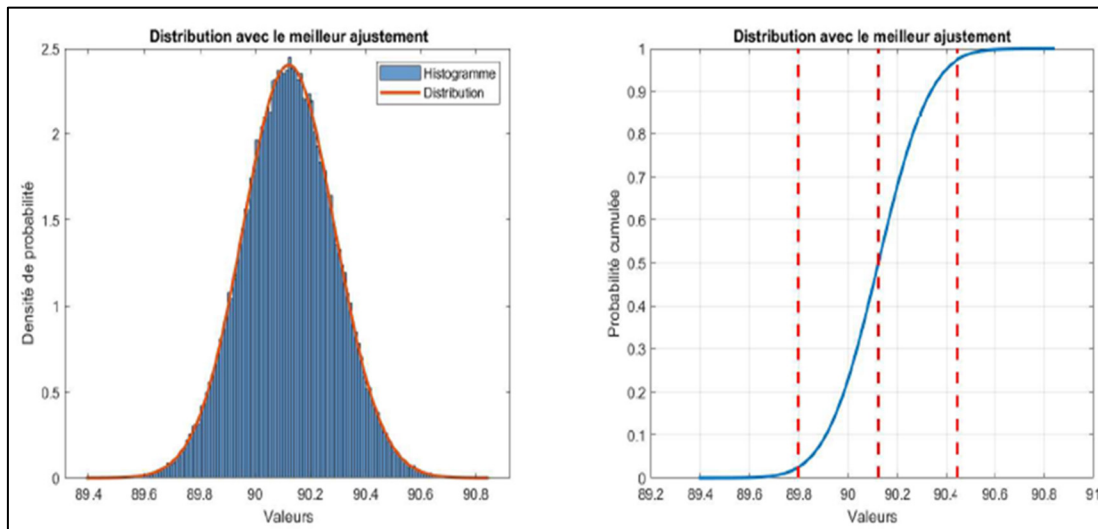 Distribution avec le meilleur ajustement
2.5
2
1.5
1
0.5
0
Densité de probabilité
Histogramme
Distribution
89.4 89.6 89.8 90 90.2 90.4 90.6 90.8
Valeurs
Distribution avec le meilleur ajustement
1
0.9
0.8
0.7
0.6
0.5
0.4
0.3
0.2
0.1
0
Probabilité cumulée
89.2 89.4 89.6 89.8 90 90.2 90.4 90.6 90.8 91
Valeurs